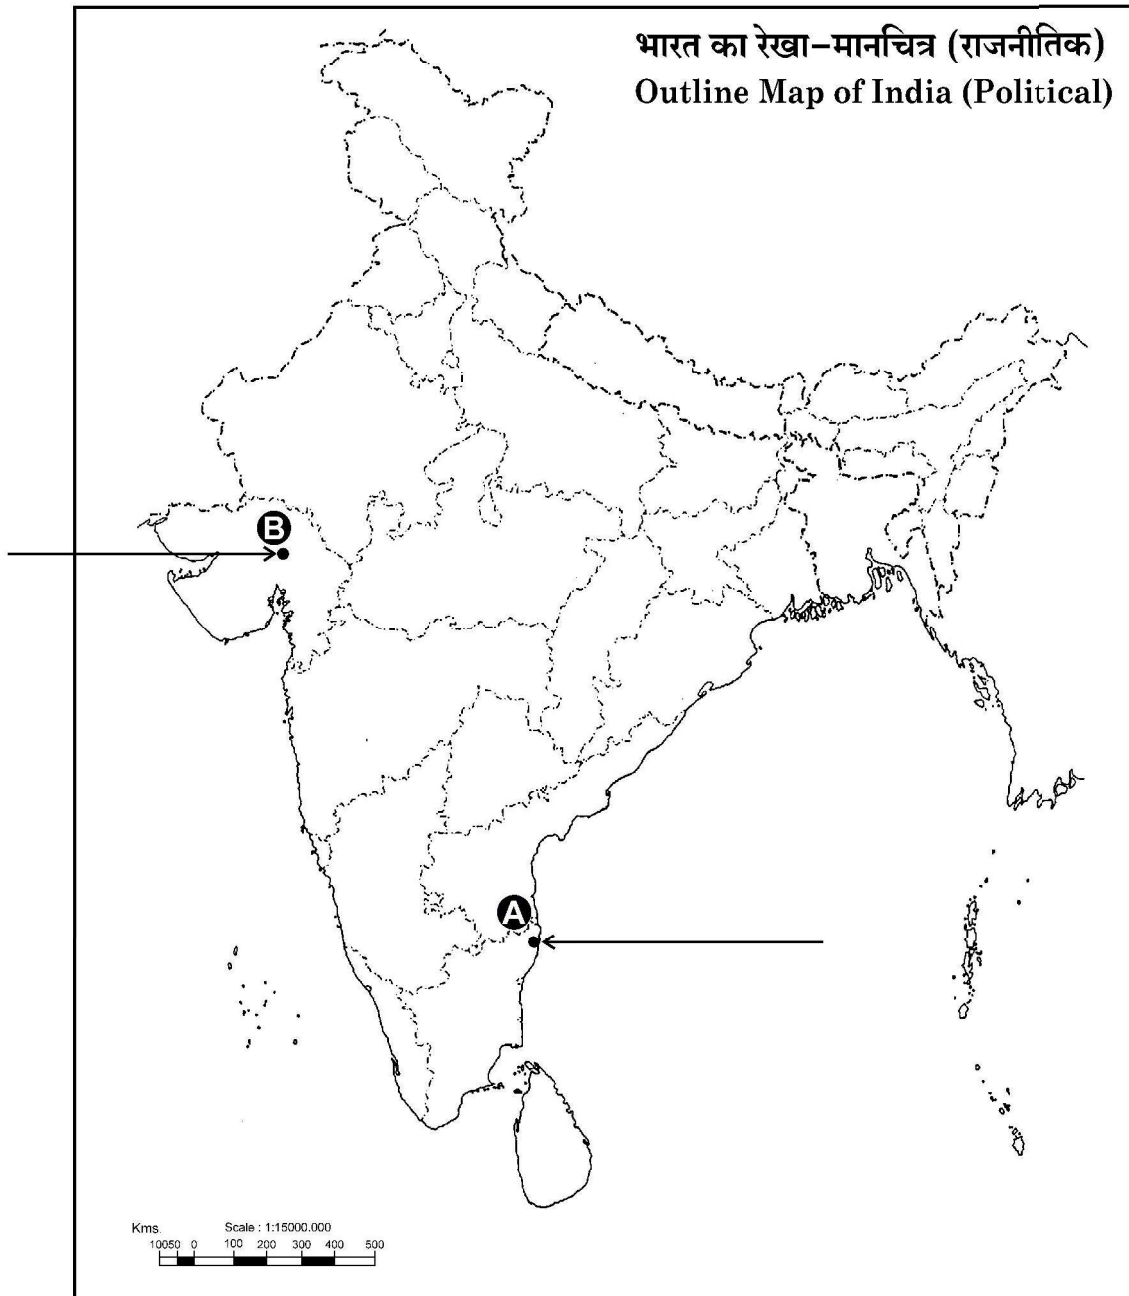 भारत का रेखा–मानचित्र (राजनीतिक)
Outline Map of India (Political)
B
A
Kms.
Scale : 1:15000.000
10050 0 100 200 300 400 500